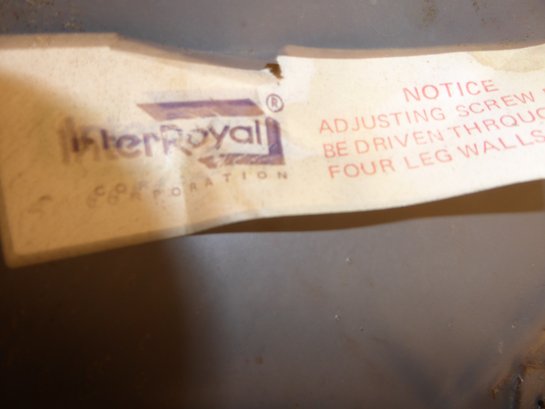 InterRoyal®
CORPORATION
NOTICE
ADJUSTING SCREW
BE DRIVEN THROUG
FOUR LEG WALLS